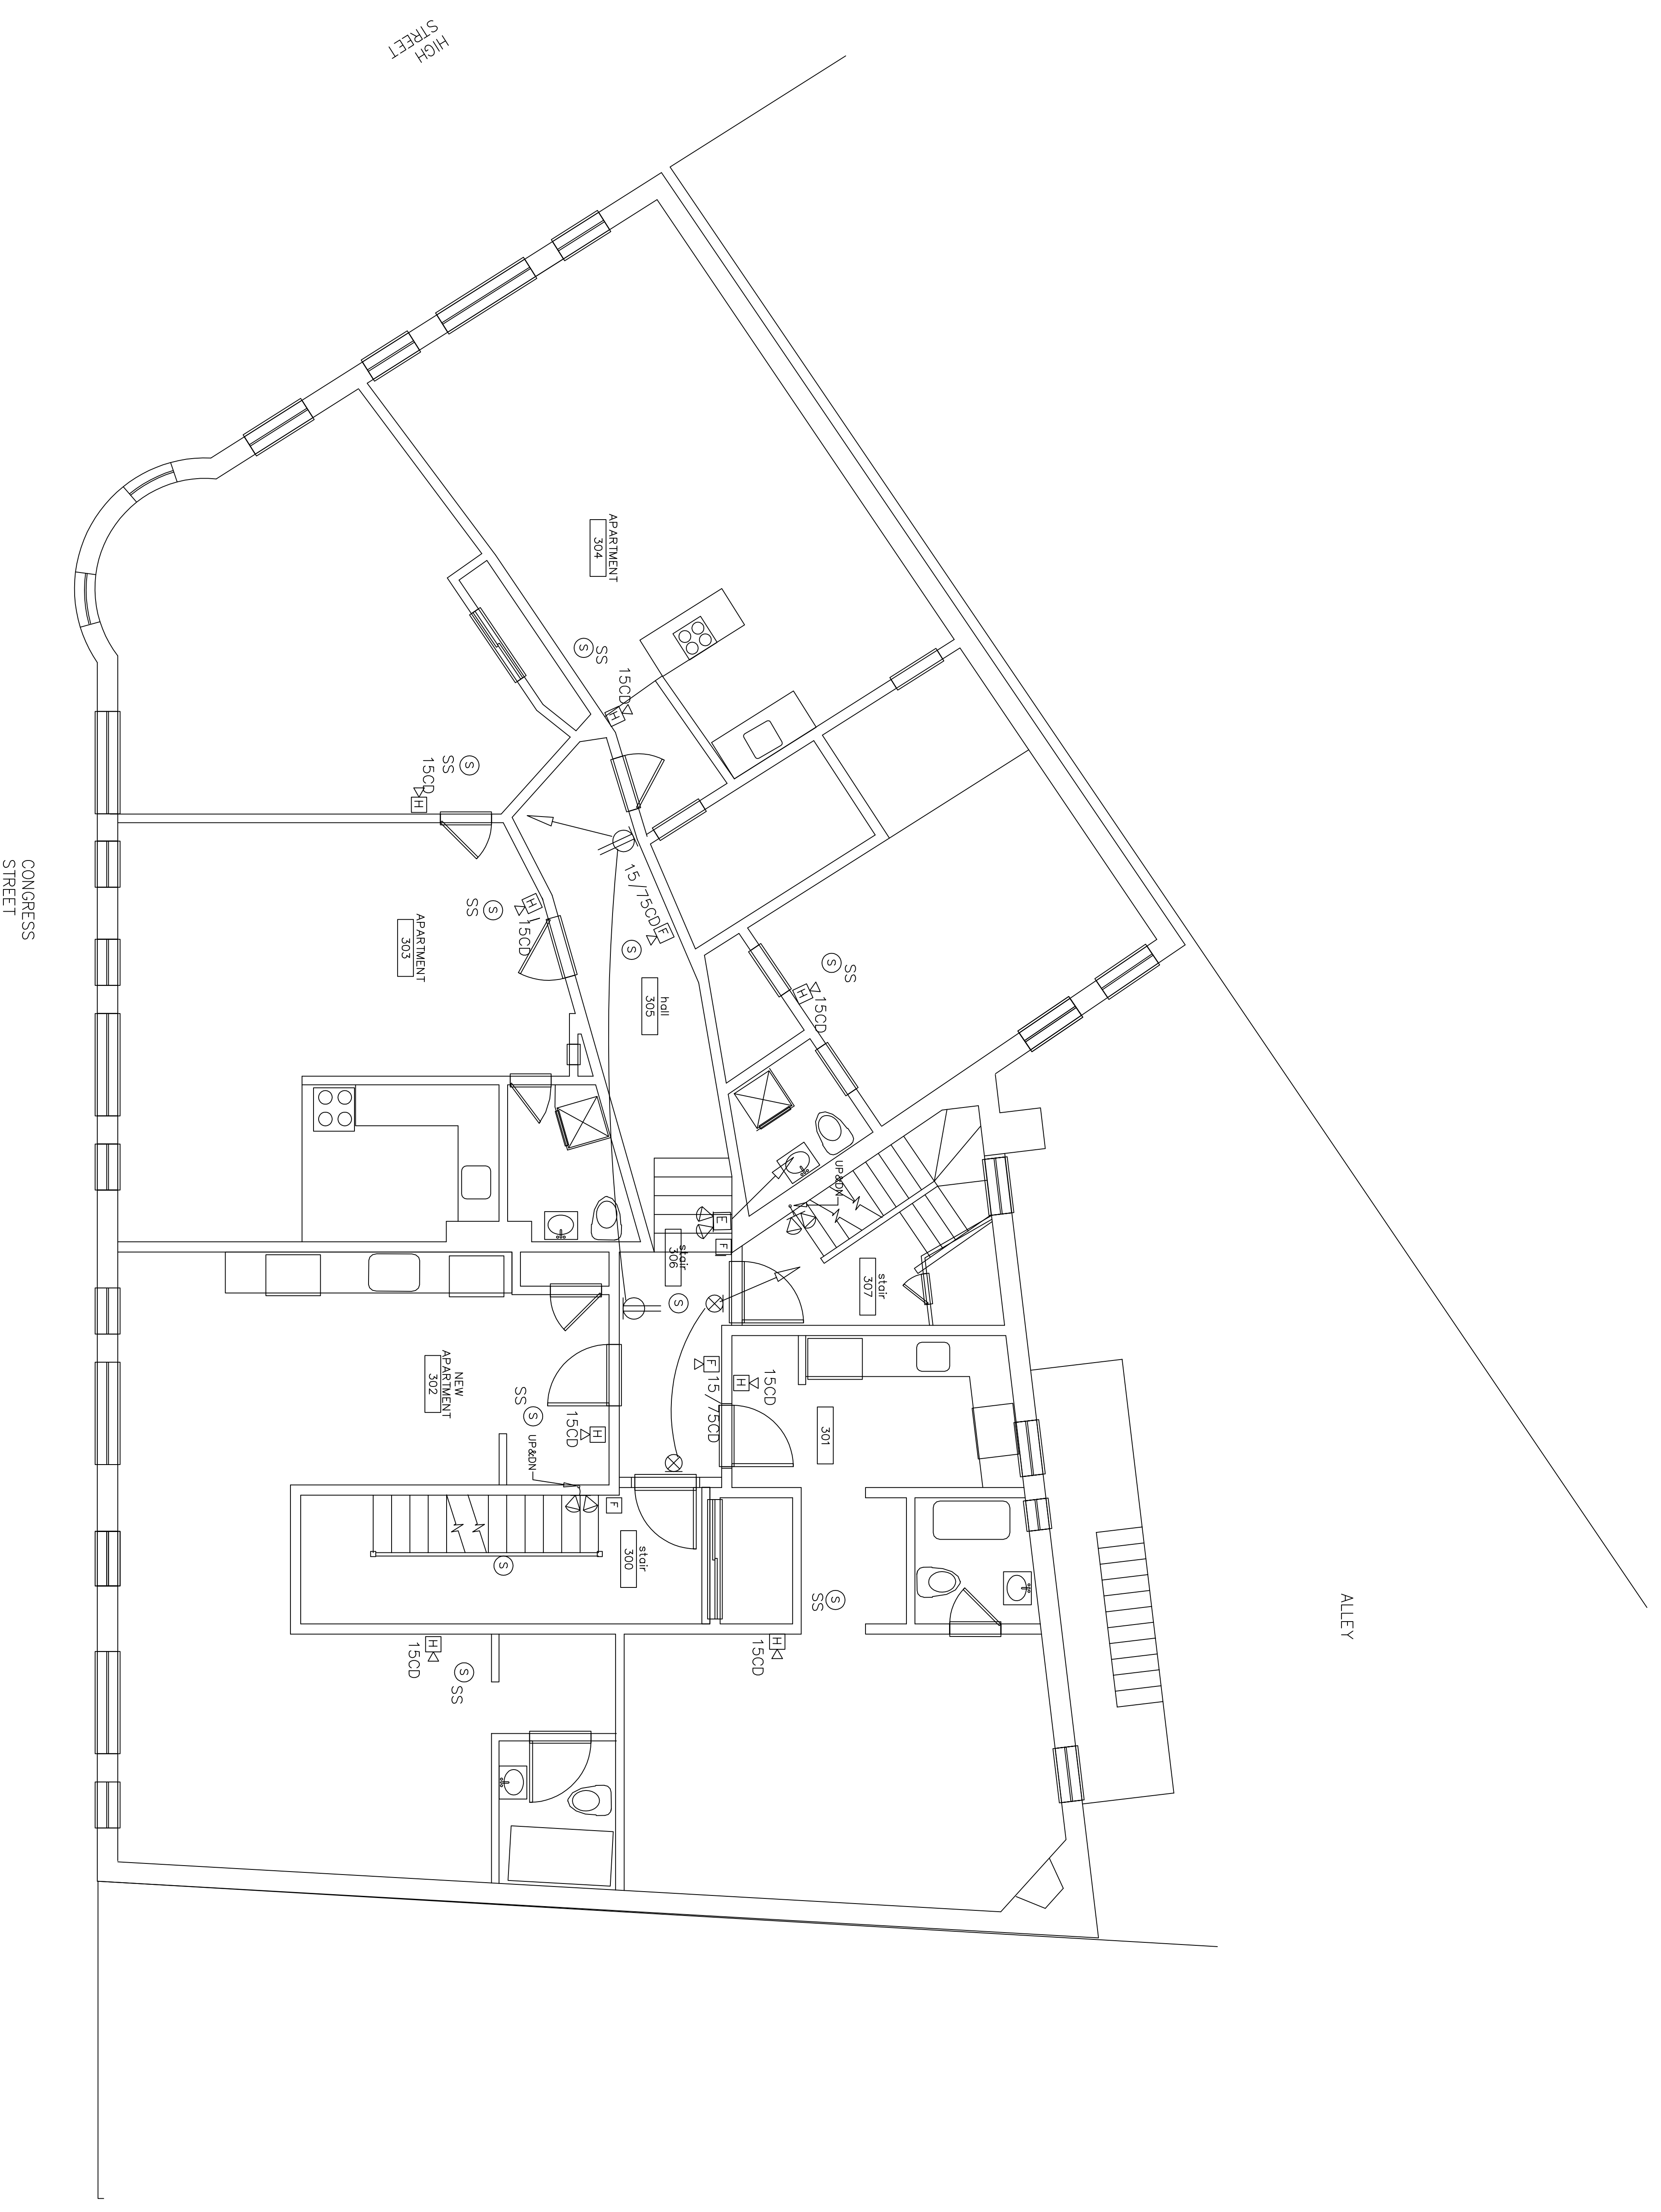 HIGH
STREET
APARTMENT
304
SS
S
15CD
H
S
SS
15CD
H
15/75CD
F
S
H
15CD
S
SS
APARTMENT
303
hall
305
SS
S
H
15CD
CONGRESS
STREET
UP&DN
E
F
stair
306
S
stair
307
F
15/75CD
15CD
H
301
NEW
APARTMENT
302
SS
S
H
15CD
UP&DN
F
stair
300
S
S
SS
H
15CD
H
15CD
S
SS
ALLEY